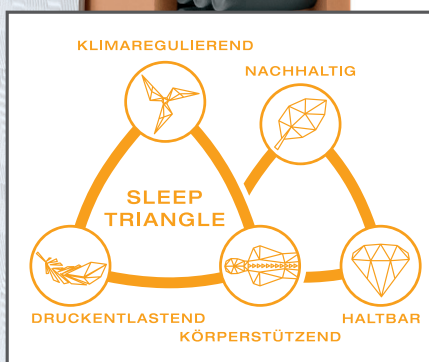 KLIMAREGULIEREND
NACHHALTIG
SLEEP
TRIANGLE
DRUCKENTLASTEND
HALTBAR
KÖRPERSTÜTZEND